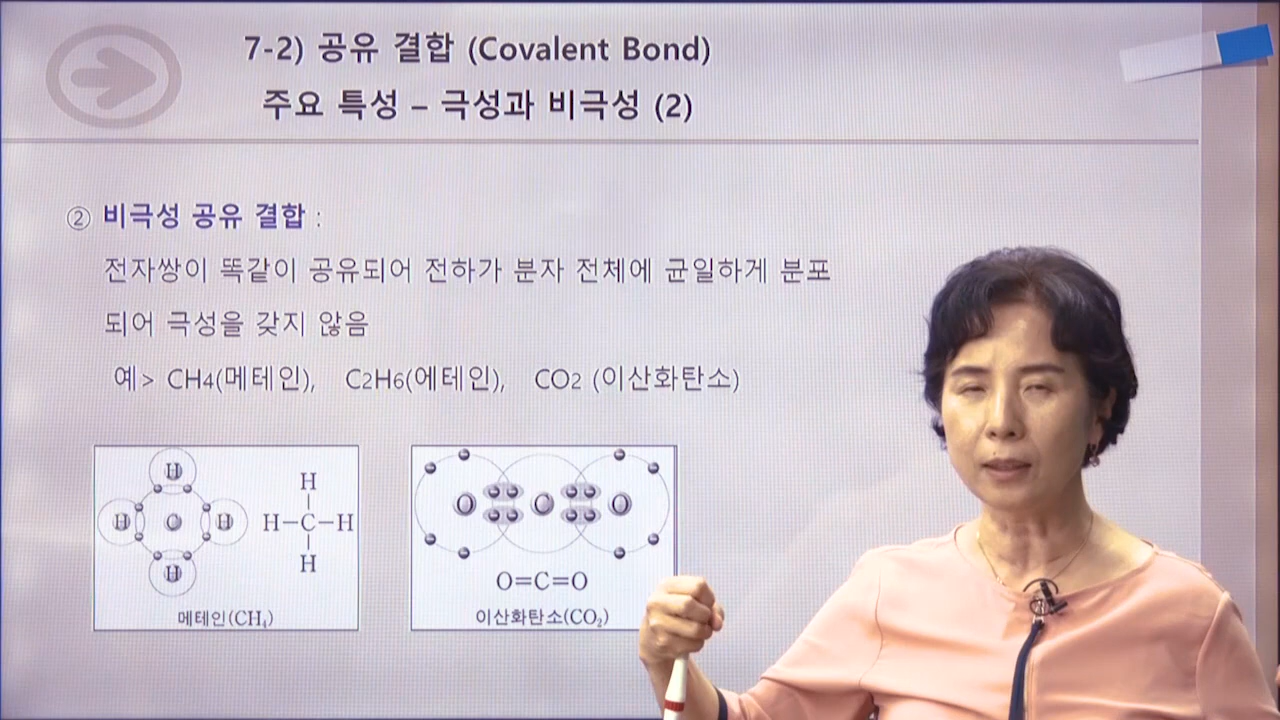 7-2) 공유 결합 (Covalent Bond)
주요 특성 – 극성과 비극성 (2)
② 비극성 공유 결합 :
전자쌍이 똑같이 공유되어 전하가 분자 전체에 균일하게 분포
되어 극성을 갖지 않음
예> CH4(메테인), C2H6(에테인), CO2 (이산화탄소)
H
H C H
H
H
H–C–H
H
메테인(CH₄)
O C O
O=C=O
이산화탄소(CO₂)